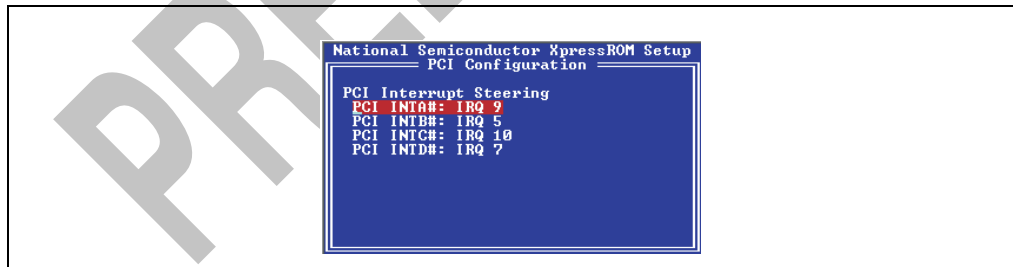 National Semiconductor XpressROM Setup
PCI Configuration
PCI Interrupt Steering
PCI INTA#: IRQ 9
PCI INTB#: IRQ 5
PCI INTC#: IRQ 10
PCI INTD#: IRQ 7